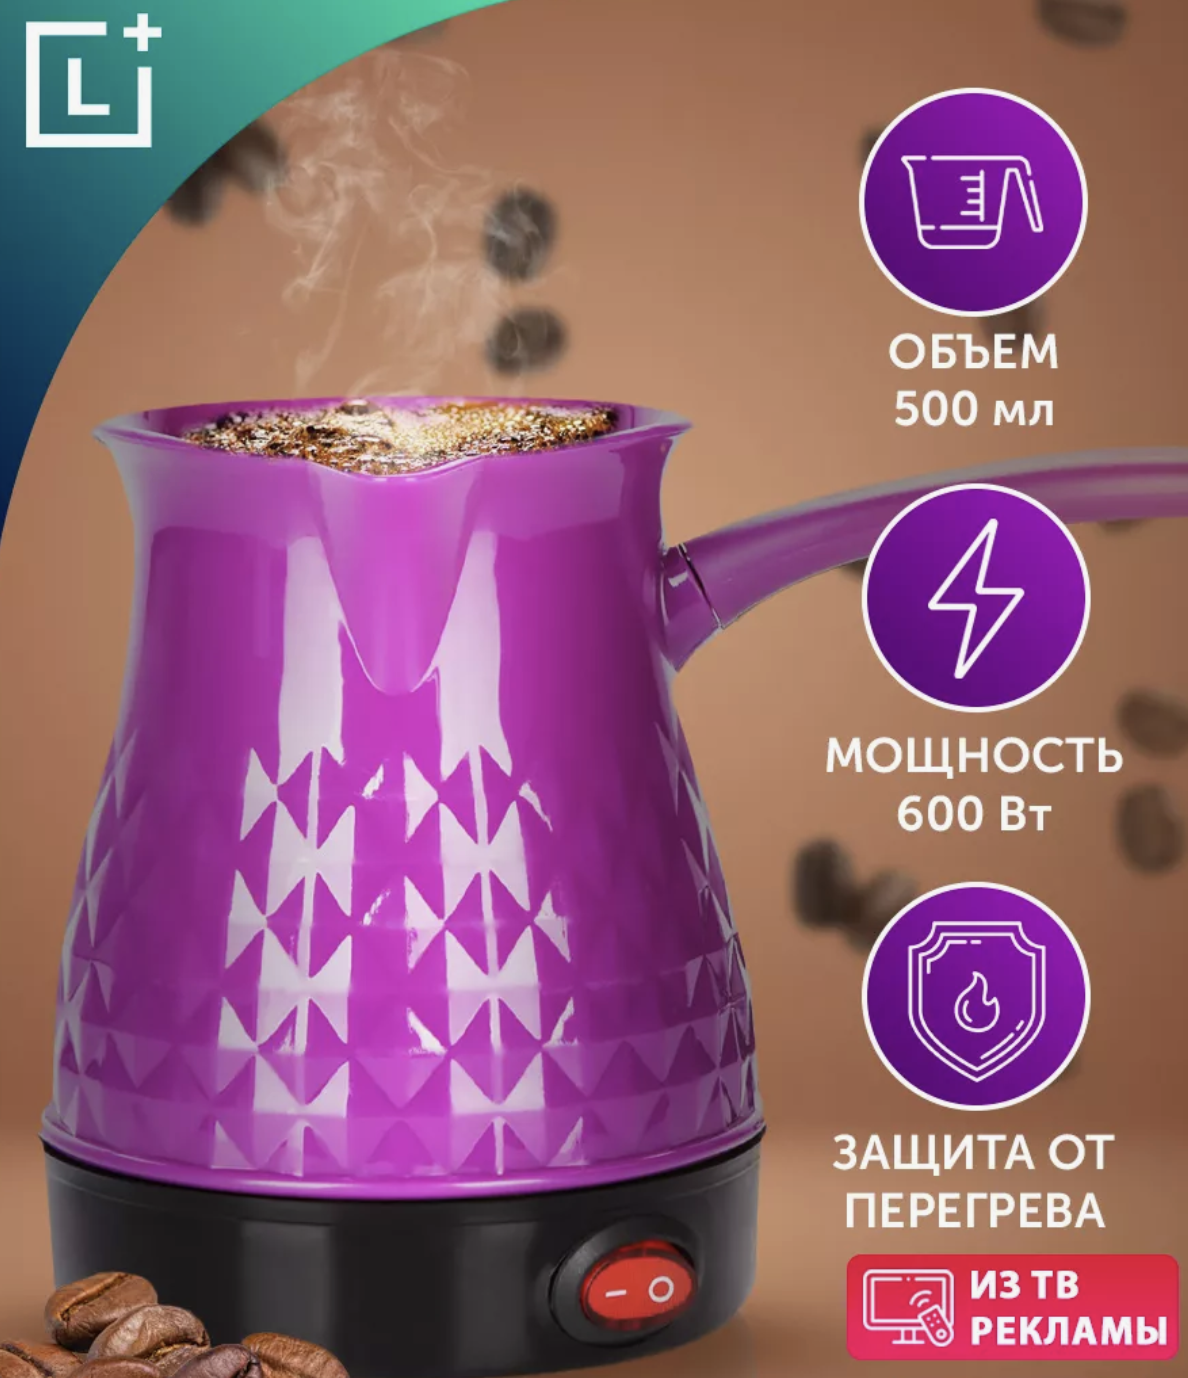 L+
ОБЪЕМ
500 мл
МОЩНОСТЬ
600 Вт
ЗАЩИТА ОТ
ПЕРЕГРЕВА
– O
ИЗ ТВ
РЕКЛАМЫ